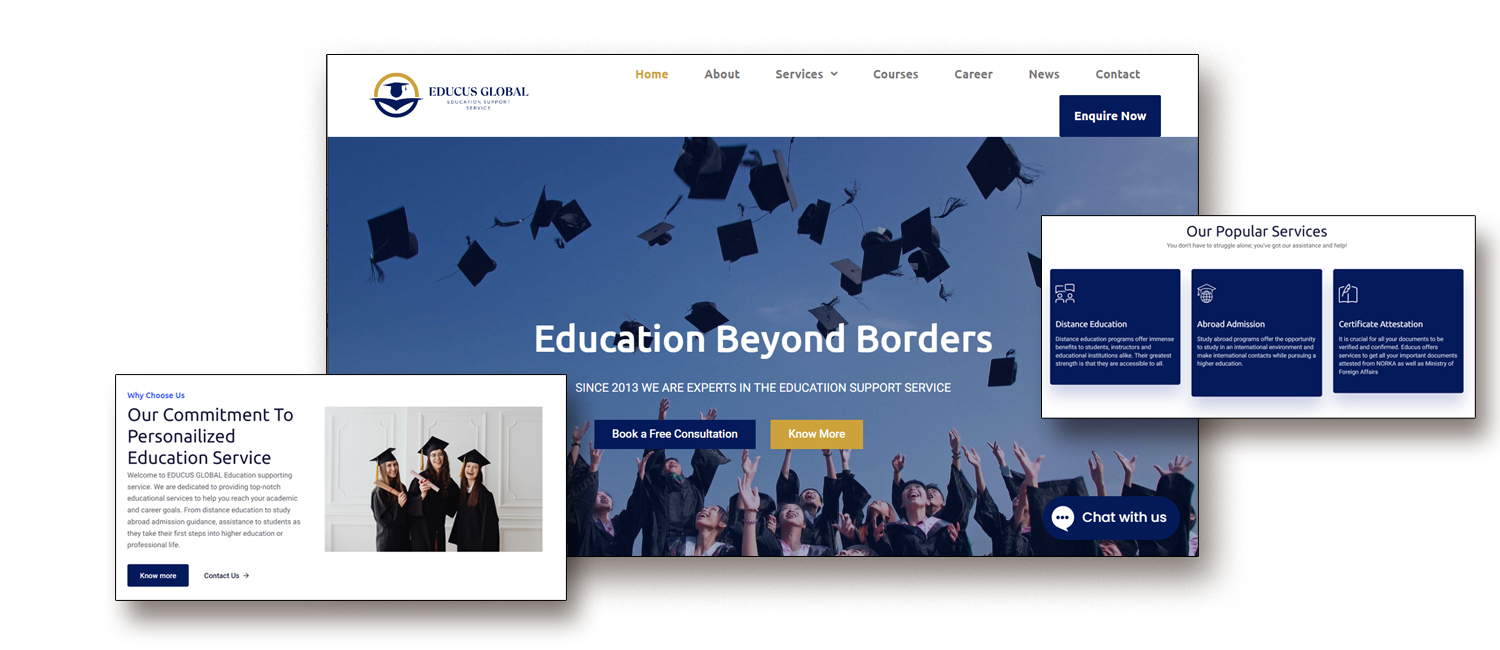 Home
About
Services
Courses
Career
News
Contact
EDUCUS GLOBAL
EDUCATION SUPPORT
SERVICE
Enquire Now
Education Beyond Borders
SINCE 2013 WE ARE EXPERTS IN THE EDUCATIION SUPPORT SERVICE
Book a Free Consultation
Know More
Chat with us
Our Popular Services
You don't have to struggle alone; you've got our assistance and help!
Distance Education
Distance education programs offer immense
benefits to students, instructors and
educational institutions alike. Their greatest
strength is that they are accessible to all.
Abroad Admission
Study abroad programs offer the opportunity
to study in an international environment and
make international contacts while pursuing a
higher education.
Certificate Attestation
It is crucial for all your documents to be
verified and confirmed. Educus offers
services to get all your important documents
attested from NORKA as well as Ministry of
Foreign Affairs
Why Choose Us
Our Commitment To
Personailized
Education Service
Welcome to EDUCUS GLOBAL Education supporting
service. We are dedicated to providing top-notch
educational services to help you reach your academic
and career goals. From distance education to study
abroad admission guidance, assistance to students as
they take their first steps into higher education or
professional life.
Know more
Contact Us →